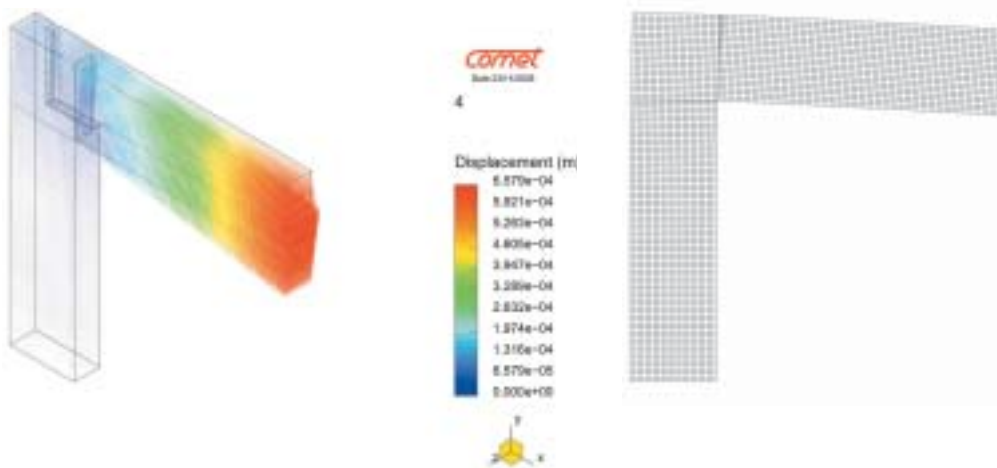 Comet
4
Displacement (m
6.579e-04
5.921e-04
5.263e-04
4.605e-04
3.947e-04
3.289e-04
2.632e-04
1.974e-04
1.316e-04
6.579e-05
0.000e+00
Y
Z
X